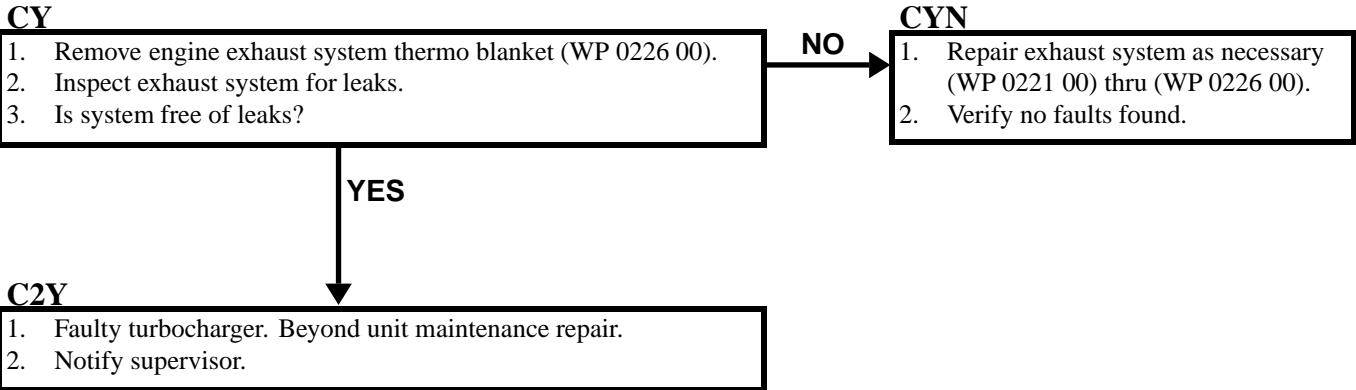 CY
1. Remove engine exhaust system thermo blanket (WP 0226 00).
2. Inspect exhaust system for leaks.
3. Is system free of leaks?
NO
CYN
1. Repair exhaust system as necessary
(WP 0221 00) thru (WP 0226 00).
2. Verify no faults found.
YES
C2Y
1. Faulty turbocharger. Beyond unit maintenance repair.
2. Notify supervisor.